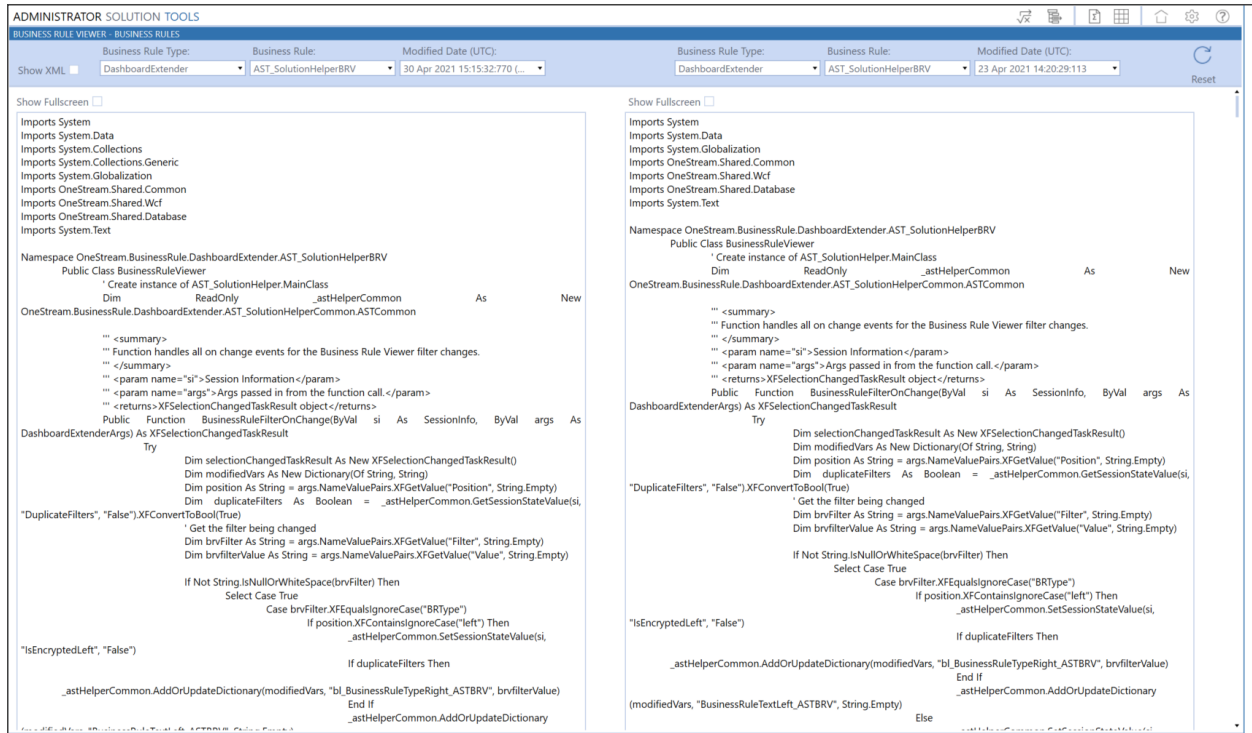 ADMINISTRATOR SOLUTION TOOLS
BUSINESS RULE VIEWER - BUSINESS RULES
Business Rule Type: Business Rule: Modified Date (UTC): Business Rule Type: Business Rule: Modified Date (UTC):
Show XML DashboardExtender AST_SolutionHelperBRV 30 Apr 2021 15:15:32:770 (... DashboardExtender AST_SolutionHelperBRV 23 Apr 2021 14:20:29:113
Reset
Show Fullscreen
Imports System
Imports System.Data
Imports System.Collections
Imports System.Collections.Generic
Imports System.Globalization
Imports OneStream.Shared.Common
Imports OneStream.Shared.Wcf
Imports OneStream.Shared.Database
Imports System.Text
Namespace OneStream.BusinessRule.DashboardExtender.AST_SolutionHelperBRV
Public Class BusinessRuleViewer
' Create instance of AST_SolutionHelper.MainClass
Dim ReadOnly _astHelperCommon As New
OneStream.BusinessRule.DashboardExtender.AST_SolutionHelperCommon.ASTCommon
''' <summary>
''' Function handles all on change events for the Business Rule Viewer filter changes.
''' </summary>
''' <param name="si">Session Information</param>
''' <param name="args">Args passed in from the function call.</param>
''' <returns>XFSelectionChangedTaskResult object</returns>
Public Function BusinessRuleFilterOnChange(ByVal si As SessionInfo, ByVal args As
DashboardExtenderArgs) As XFSelectionChangedTaskResult
Try
Dim selectionChangedTaskResult As New XFSelectionChangedTaskResult()
Dim modifiedVars As New Dictionary(Of String, String)
Dim position As String = args.NameValuePairs.XFGetValue("Position", String.Empty)
Dim duplicateFilters As Boolean = _astHelperCommon.GetSessionStateValue(si,
"DuplicateFilters", "False").XFConvertToBool(True)
' Get the filter being changed
Dim brvFilter As String = args.NameValuePairs.XFGetValue("Filter", String.Empty)
Dim brvfilterValue As String = args.NameValuePairs.XFGetValue("Value", String.Empty)
If Not String.IsNullOrWhiteSpace(brvFilter) Then
Select Case True
Case brvFilter.XFEqualsIgnoreCase("BRType")
If position.XFContainsIgnoreCase("left") Then
_astHelperCommon.SetSessionStateValue(si,
"IsEncryptedLeft", "False")
If duplicateFilters Then
_astHelperCommon.AddOrUpdateDictionary(modifiedVars, "bl_BusinessRuleTypeRight_ASTBRV", brvfilterValue)
End If
_astHelperCommon.AddOrUpdateDictionary
Show Fullscreen
Imports System
Imports System.Data
Imports System.Globalization
Imports OneStream.Shared.Common
Imports OneStream.Shared.Wcf
Imports OneStream.Shared.Database
Imports System.Text
Namespace OneStream.BusinessRule.DashboardExtender.AST_SolutionHelperBRV
Public Class BusinessRuleViewer
' Create instance of AST_SolutionHelper.MainClass
Dim ReadOnly _astHelperCommon As New
OneStream.BusinessRule.DashboardExtender.AST_SolutionHelperCommon.ASTCommon
''' <summary>
''' Function handles all on change events for the Business Rule Viewer filter changes.
''' </summary>
''' <param name="si">Session Information</param>
''' <param name="args">Args passed in from the function call.</param>
''' <returns>XFSelectionChangedTaskResult object</returns>
Public Function BusinessRuleFilterOnChange(ByVal si As SessionInfo, ByVal args As
DashboardExtenderArgs) As XFSelectionChangedTaskResult
Try
Dim selectionChangedTaskResult As New XFSelectionChangedTaskResult()
Dim modifiedVars As New Dictionary(Of String, String)
Dim position As String = args.NameValuePairs.XFGetValue("Position", String.Empty)
Dim duplicateFilters As Boolean = _astHelperCommon.GetSessionStateValue(si,
"DuplicateFilters", "False").XFConvertToBool(True)
' Get the filter being changed
Dim brvFilter As String = args.NameValuePairs.XFGetValue("Filter", String.Empty)
Dim brvfilterValue As String = args.NameValuePairs.XFGetValue("Value", String.Empty)
If Not String.IsNullOrWhiteSpace(brvFilter) Then
Select Case True
Case brvFilter.XFEqualsIgnoreCase("BRType")
If position.XFContainsIgnoreCase("left") Then
_astHelperCommon.SetSessionStateValue(si,
"IsEncryptedLeft", "False")
If duplicateFilters Then
_astHelperCommon.AddOrUpdateDictionary(modifiedVars, "bl_BusinessRuleTypeRight_ASTBRV", brvfilterValue)
End If
_astHelperCommon.AddOrUpdateDictionary
(modifiedVars, "BusinessRuleTextLeft_ASTBRV", String.Empty)
Else